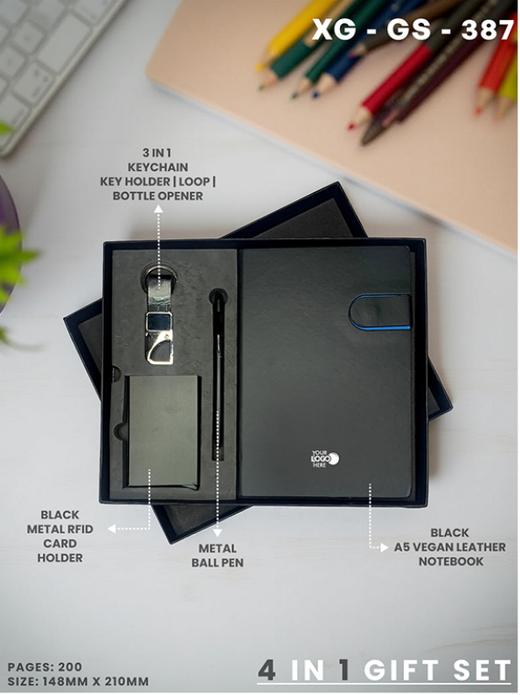 XG - GS - 387
3 IN 1
KEYCHAIN
KEY HOLDER | LOOP |
BOTTLE OPENER
YOUR
LOGO
HERE
BLACK
METAL RFID
CARD
HOLDER
METAL
BALL PEN
BLACK
A5 VEGAN LEATHER
NOTEBOOK
PAGES: 200
SIZE: 148MM X 210MM
4 IN 1 GIFT SET